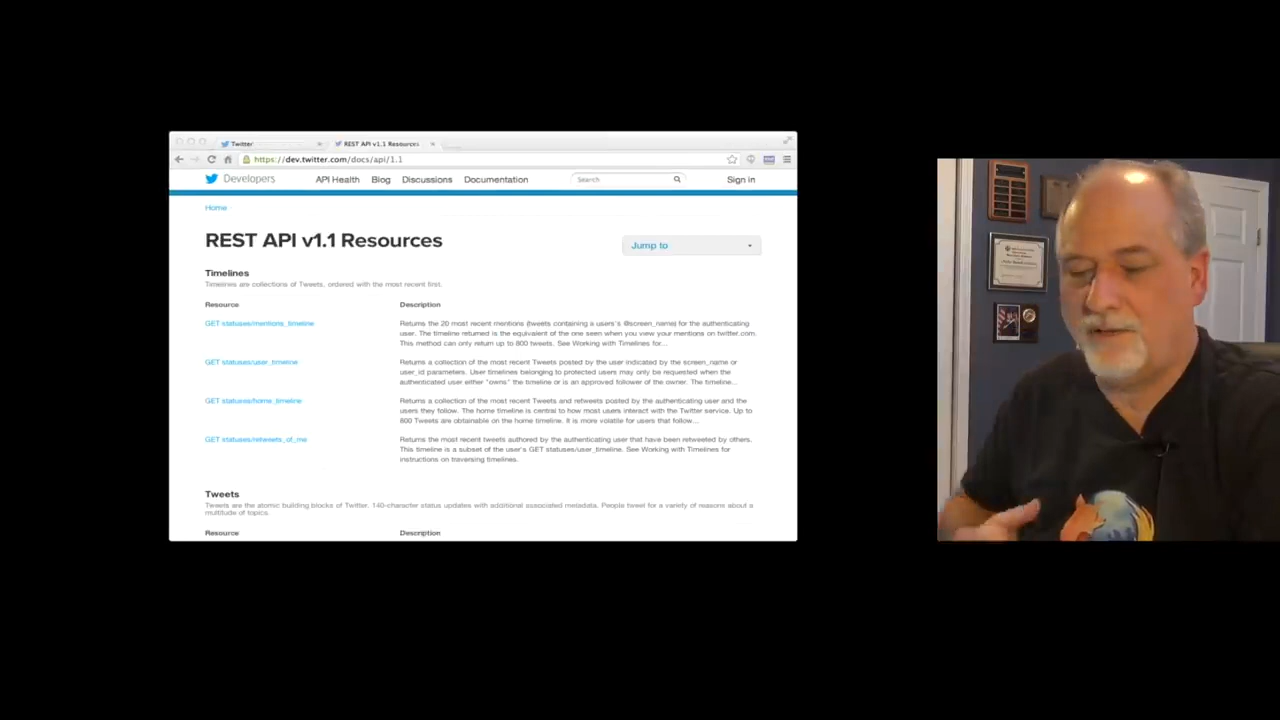 Twitter
REST API v1.1 Resources
https://dev.twitter.com/docs/api/1.1
Developers
API Health
Blog
Discussions
Documentation
Search
Sign in
Home
REST API v1.1 Resources
Jump to
Timelines
Timelines are collections of Tweets, ordered with the most recent first.
Resource
Description
GET statuses/mentions_timeline
Returns the 20 most recent mentions (tweets containing a users's @screen_name) for the authenticating
user. The timeline returned is the equivalent of the one seen when you view your mentions on twitter.com.
This method can only return up to 800 tweets. See Working with Timelines for...
GET statuses/user_timeline
Returns a collection of the most recent Tweets posted by the user indicated by the screen_name or
user_id parameters. User timelines belonging to protected users may only be requested when the
authenticated user either "owns" the timeline or is an approved follower of the owner. The timeline...
GET statuses/home_timeline
Returns a collection of the most recent Tweets and retweets posted by the authenticating user and the
users they follow. The home timeline is central to how most users interact with the Twitter service. Up to
800 Tweets are obtainable on the home timeline. It is more volatile for users that follow...
GET statuses/retweets_of_me
Returns the most recent tweets authored by the authenticating user that have been retweeted by others.
This timeline is a subset of the user's GET statuses/user_timeline. See Working with Timelines for
instructions on traversing timelines.
Tweets
Tweets are the atomic building blocks of Twitter, 140-character status updates with additional associated metadata. People tweet for a variety of reasons about a
multitude of topics.
Resource
Description